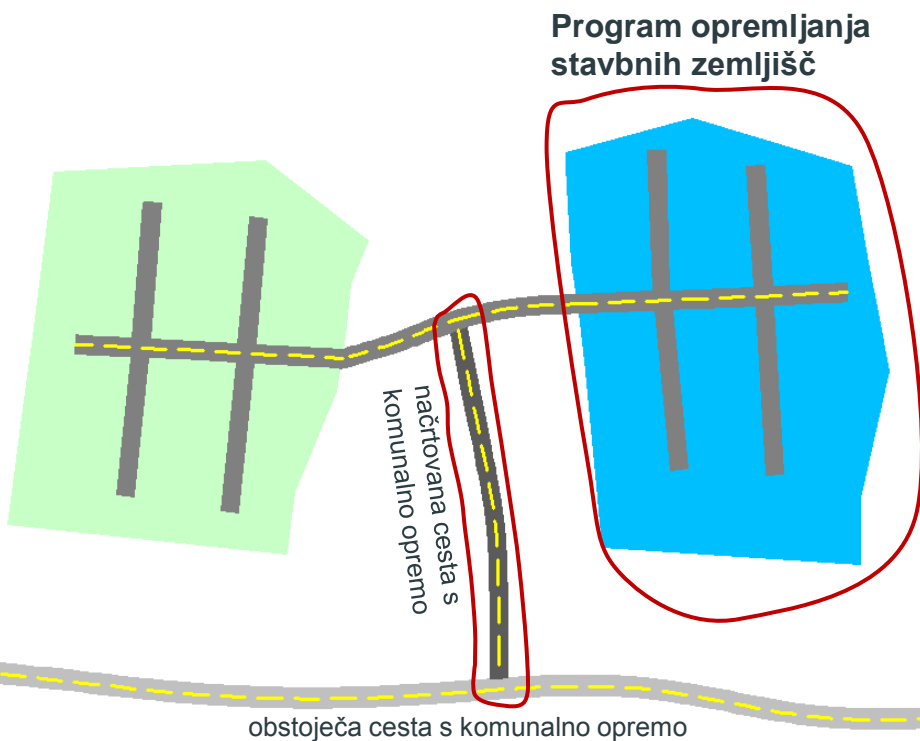 Program opremljanja
stavbnih zemljišč
načrtovana cesta s
komunalno opremo
obstoječa cesta s komunalno opremo